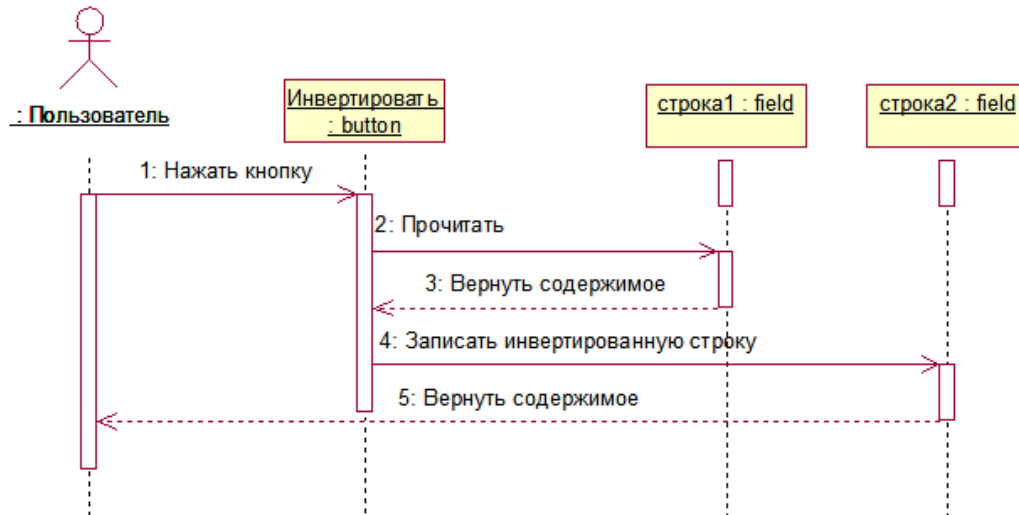 : Пользователь
Инвертировать
: button
строка1 : field
строка2 : field
1: Нажать кнопку
2: Прочитать
3: Вернуть содержимое
4: Записать инвертированную строку
5: Вернуть содержимое